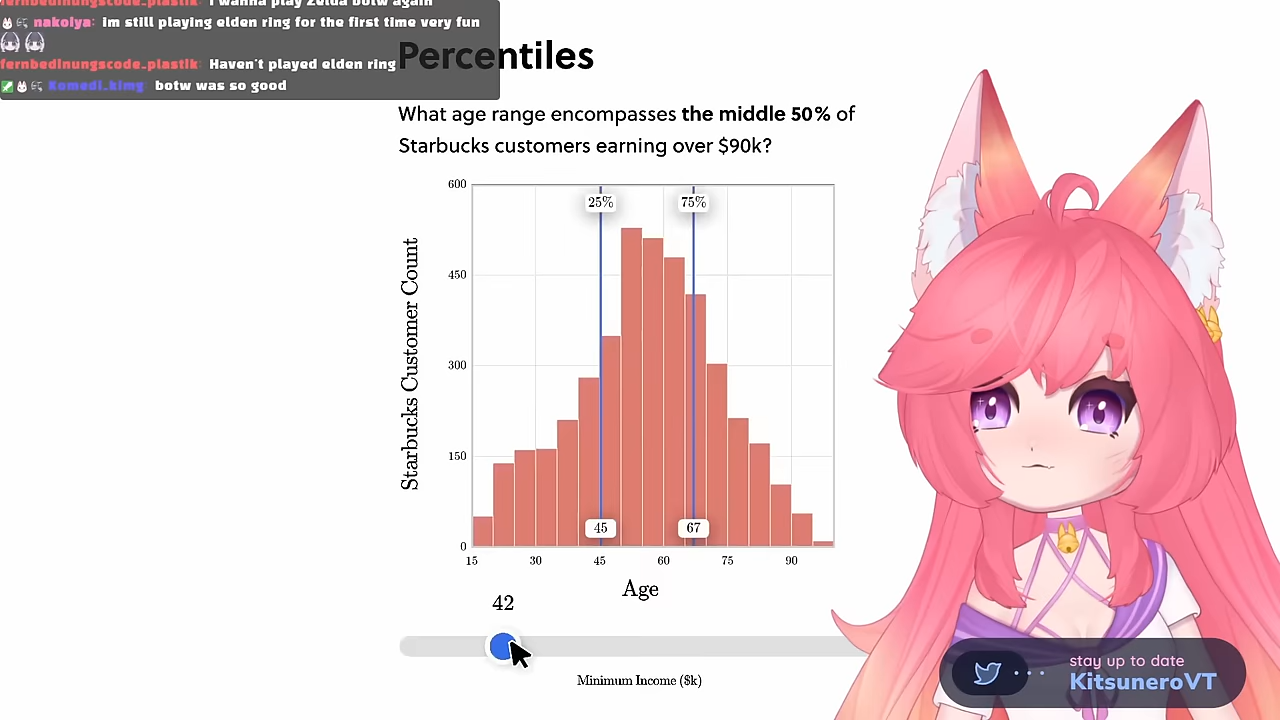 fernbedinungscode_plastik: I wanna play Zelda botw again
nakoiya: im still playing elden ring for the first time very fun
fernbedinungscode_plastik: Haven't played elden ring
Komedi_kimg: botw was so good
Percentiles
What age range encompasses the middle 50% of
Starbucks customers earning over $90k?
600
450
300
150
0
Starbucks Customer Count
25%
75%
45
67
15
30
45
60
75
90
Age
42
Minimum Income ($k)
stay up to date
KitsuneroVT